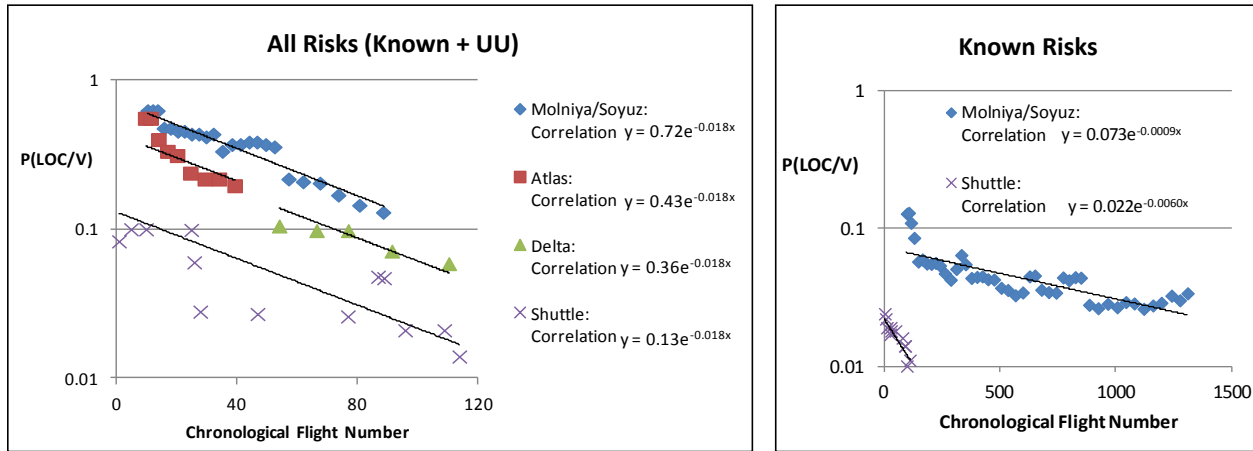 All Risks (Known + UU)
1
P(LOC/V)
0.1
0.01
0
40
80
120
Chronological Flight Number
Molniya/Soyuz:
Correlation y = 0.72e^-0.018x
Atlas:
Correlation y = 0.43e^-0.018x
Delta:
Correlation y = 0.36e^-0.018x
Shuttle:
Correlation y = 0.13e^-0.018x
Known Risks
1
P(LOC/V)
0.1
0.01
0
500
1000
1500
Chronological Flight Number
Molniya/Soyuz:
Correlation y = 0.073e^-0.0009x
Shuttle:
Correlation y = 0.022e^-0.0060x